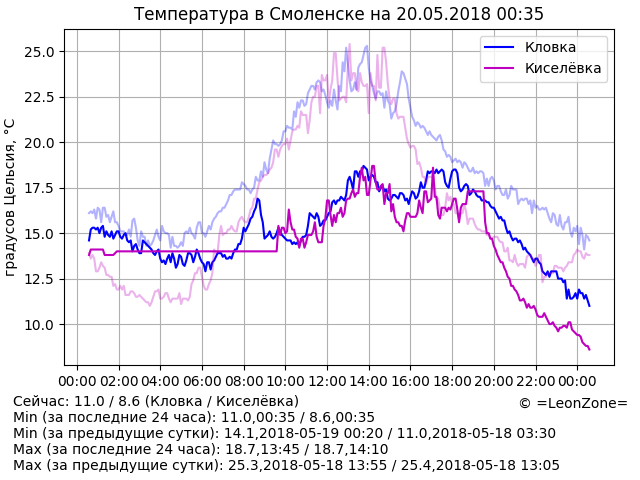 Температура в Смоленске на 20.05.2018 00:35
градусов Цельсия, °C
25.0
22.5
20.0
17.5
15.0
12.5
10.0
Кловка
Киселёвка
00:00 02:00 04:00 06:00 08:00 10:00 12:00 14:00 16:00 18:00 20:00 22:00 00:00
Сейчас: 11.0 / 8.6 (Кловка / Киселёвка)
© =LeonZone=
Min (за последние 24 часа): 11.0,00:35 / 8.6,00:35
Min (за предыдущие сутки): 14.1,2018-05-19 00:20 / 11.0,2018-05-18 03:30
Max (за последние 24 часа): 18.7,13:45 / 18.7,14:10
Max (за предыдущие сутки): 25.3,2018-05-18 13:55 / 25.4,2018-05-18 13:05